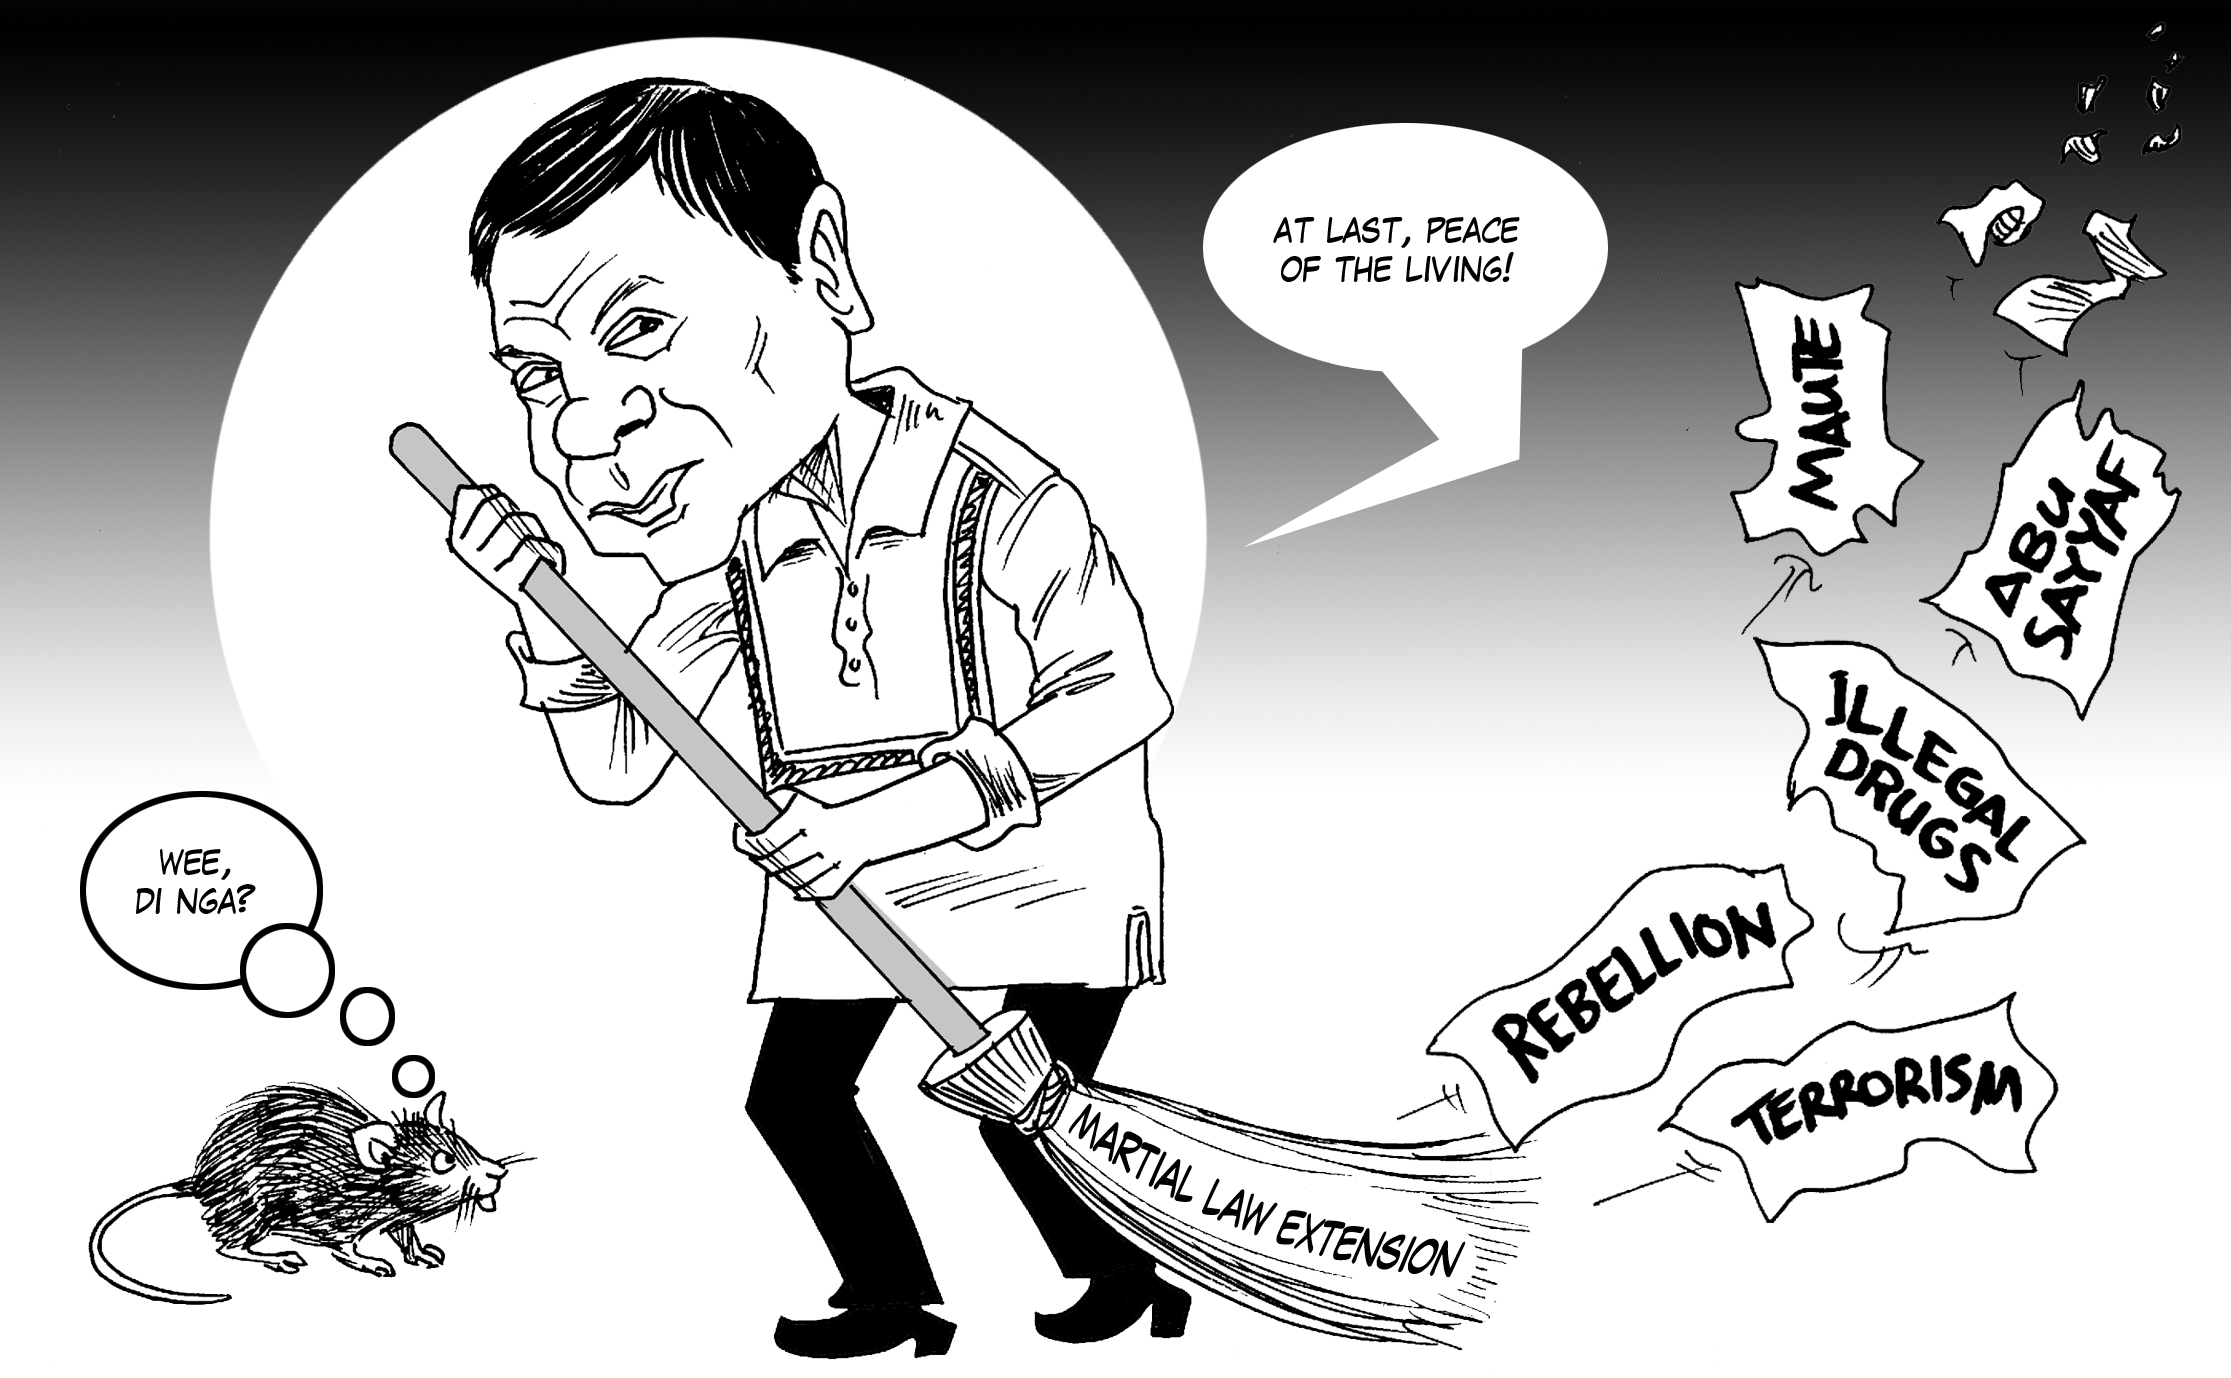 AT LAST, PEACE
OF THE LIVING!
WEE,
DI NGA?
MAUTE
ABU
SAYYAF
ILLEGAL
DRUGS
REBELLION
TERRORISM
MARTIAL LAW EXTENSION